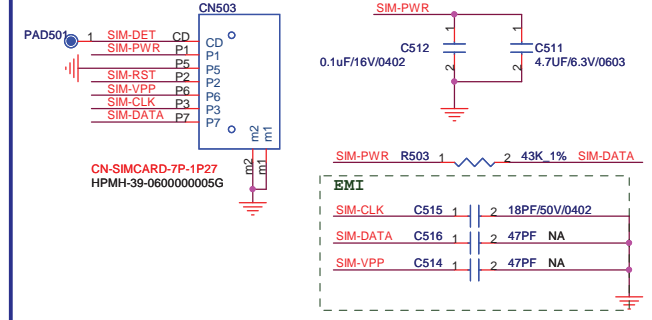 CN503
PAD501 1 SIM-DET CD CD
SIM-PWR P1 P1
P5 P5
SIM-RST P2 P2
SIM-VPP P6 P6
SIM-CLK P3 P3
SIM-DATA P7 P7
m2 m1
m2 m1
CN-SIMCARD-7P-1P27
HPMH-39-0600000005G
SIM-PWR
1 1
C512 C511
0.1uF/16V/0402 4.7UF/6.3V/0603
2 2
SIM-PWR R503 1 2 43K_1% SIM-DATA
EMI
SIM-CLK C515 1 2 18PF/50V/0402
SIM-DATA C516 1 2 47PF NA
SIM-VPP C514 1 2 47PF NA